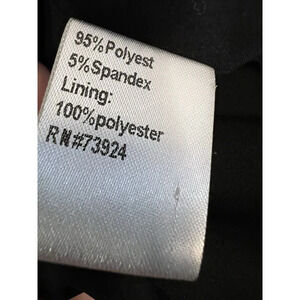 95%Polyest
5%Spandex
Lining:
100%polyester
RN#73924